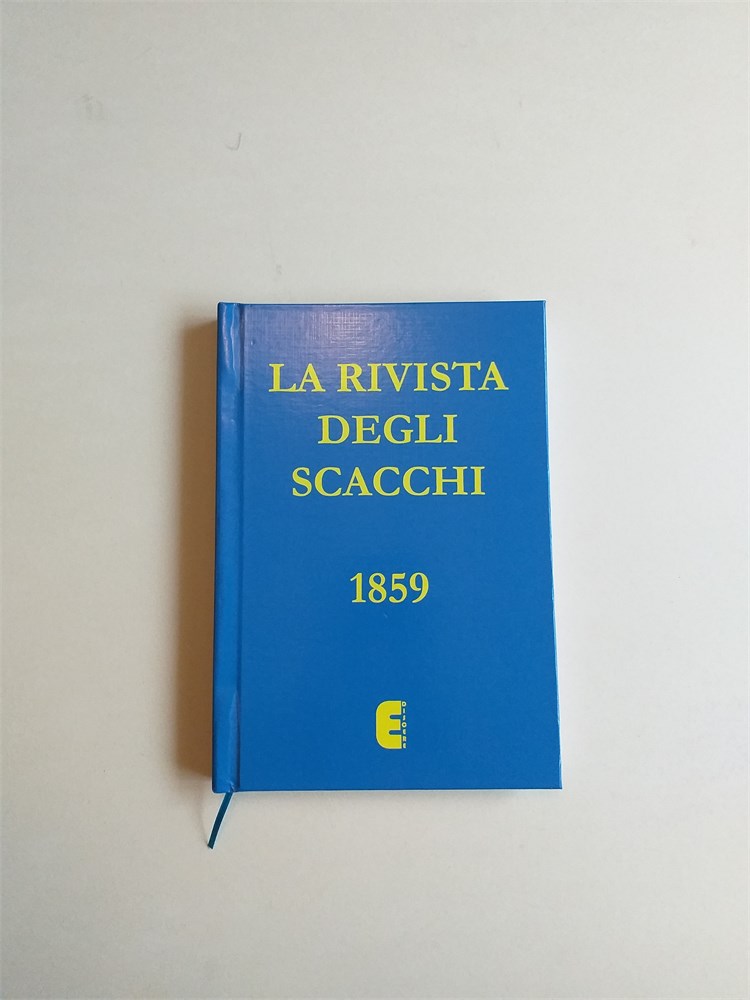 LA RIVISTA
DEGLI
SCACCHI
1859
E